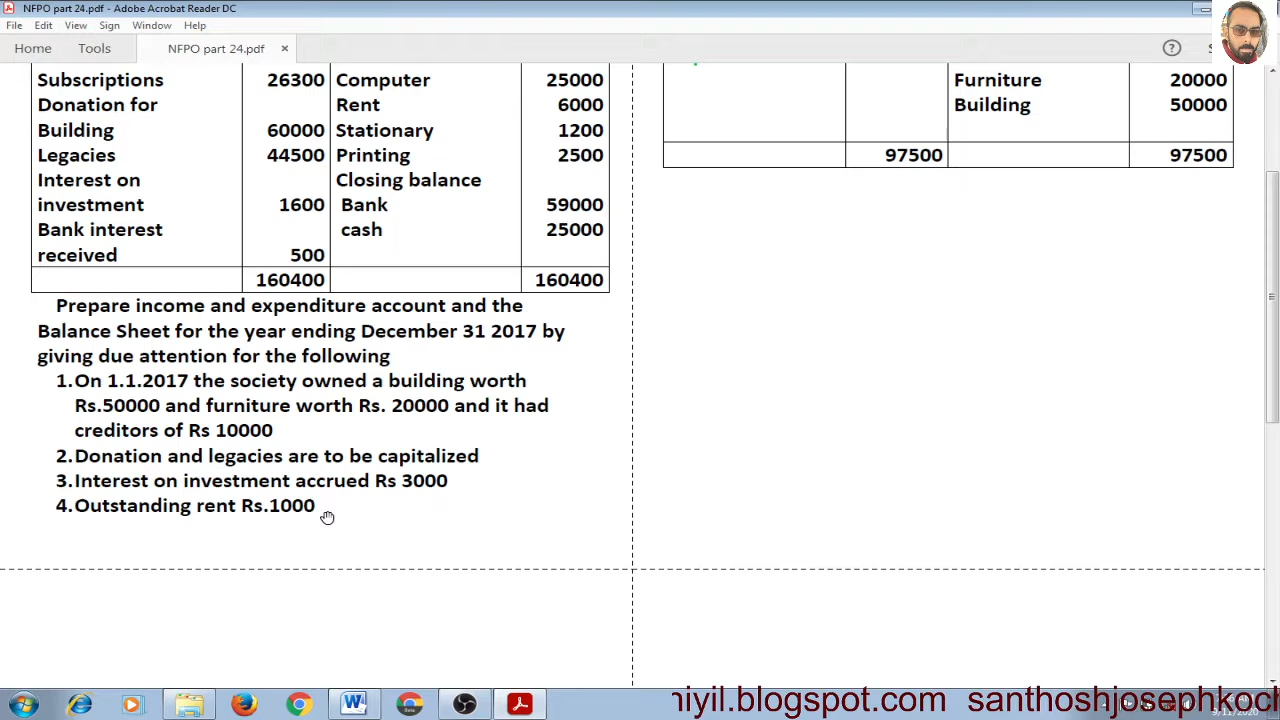 NFPO part 24.pdf - Adobe Acrobat Reader DC
File Edit View Sign Window Help
Home Tools NFPO part 24.pdf ×
Subscriptions 26300 Computer 25000
Donation for Rent 6000
Building 60000 Stationary 1200
Legacies 44500 Printing 2500
Interest on Closing balance
investment 1600 Bank 59000
Bank interest cash 25000
received 500
160400 160400
Furniture 20000
Building 50000
97500 97500
Prepare income and expenditure account and the
Balance Sheet for the year ending December 31 2017 by
giving due attention for the following
1.On 1.1.2017 the society owned a building worth
Rs.50000 and furniture worth Rs. 20000 and it had
creditors of Rs 10000
2.Donation and legacies are to be capitalized
3.Interest on investment accrued Rs 3000
4.Outstanding rent Rs.1000
niyil.blogspot.com santhoshjosephkoch
9/11/2020